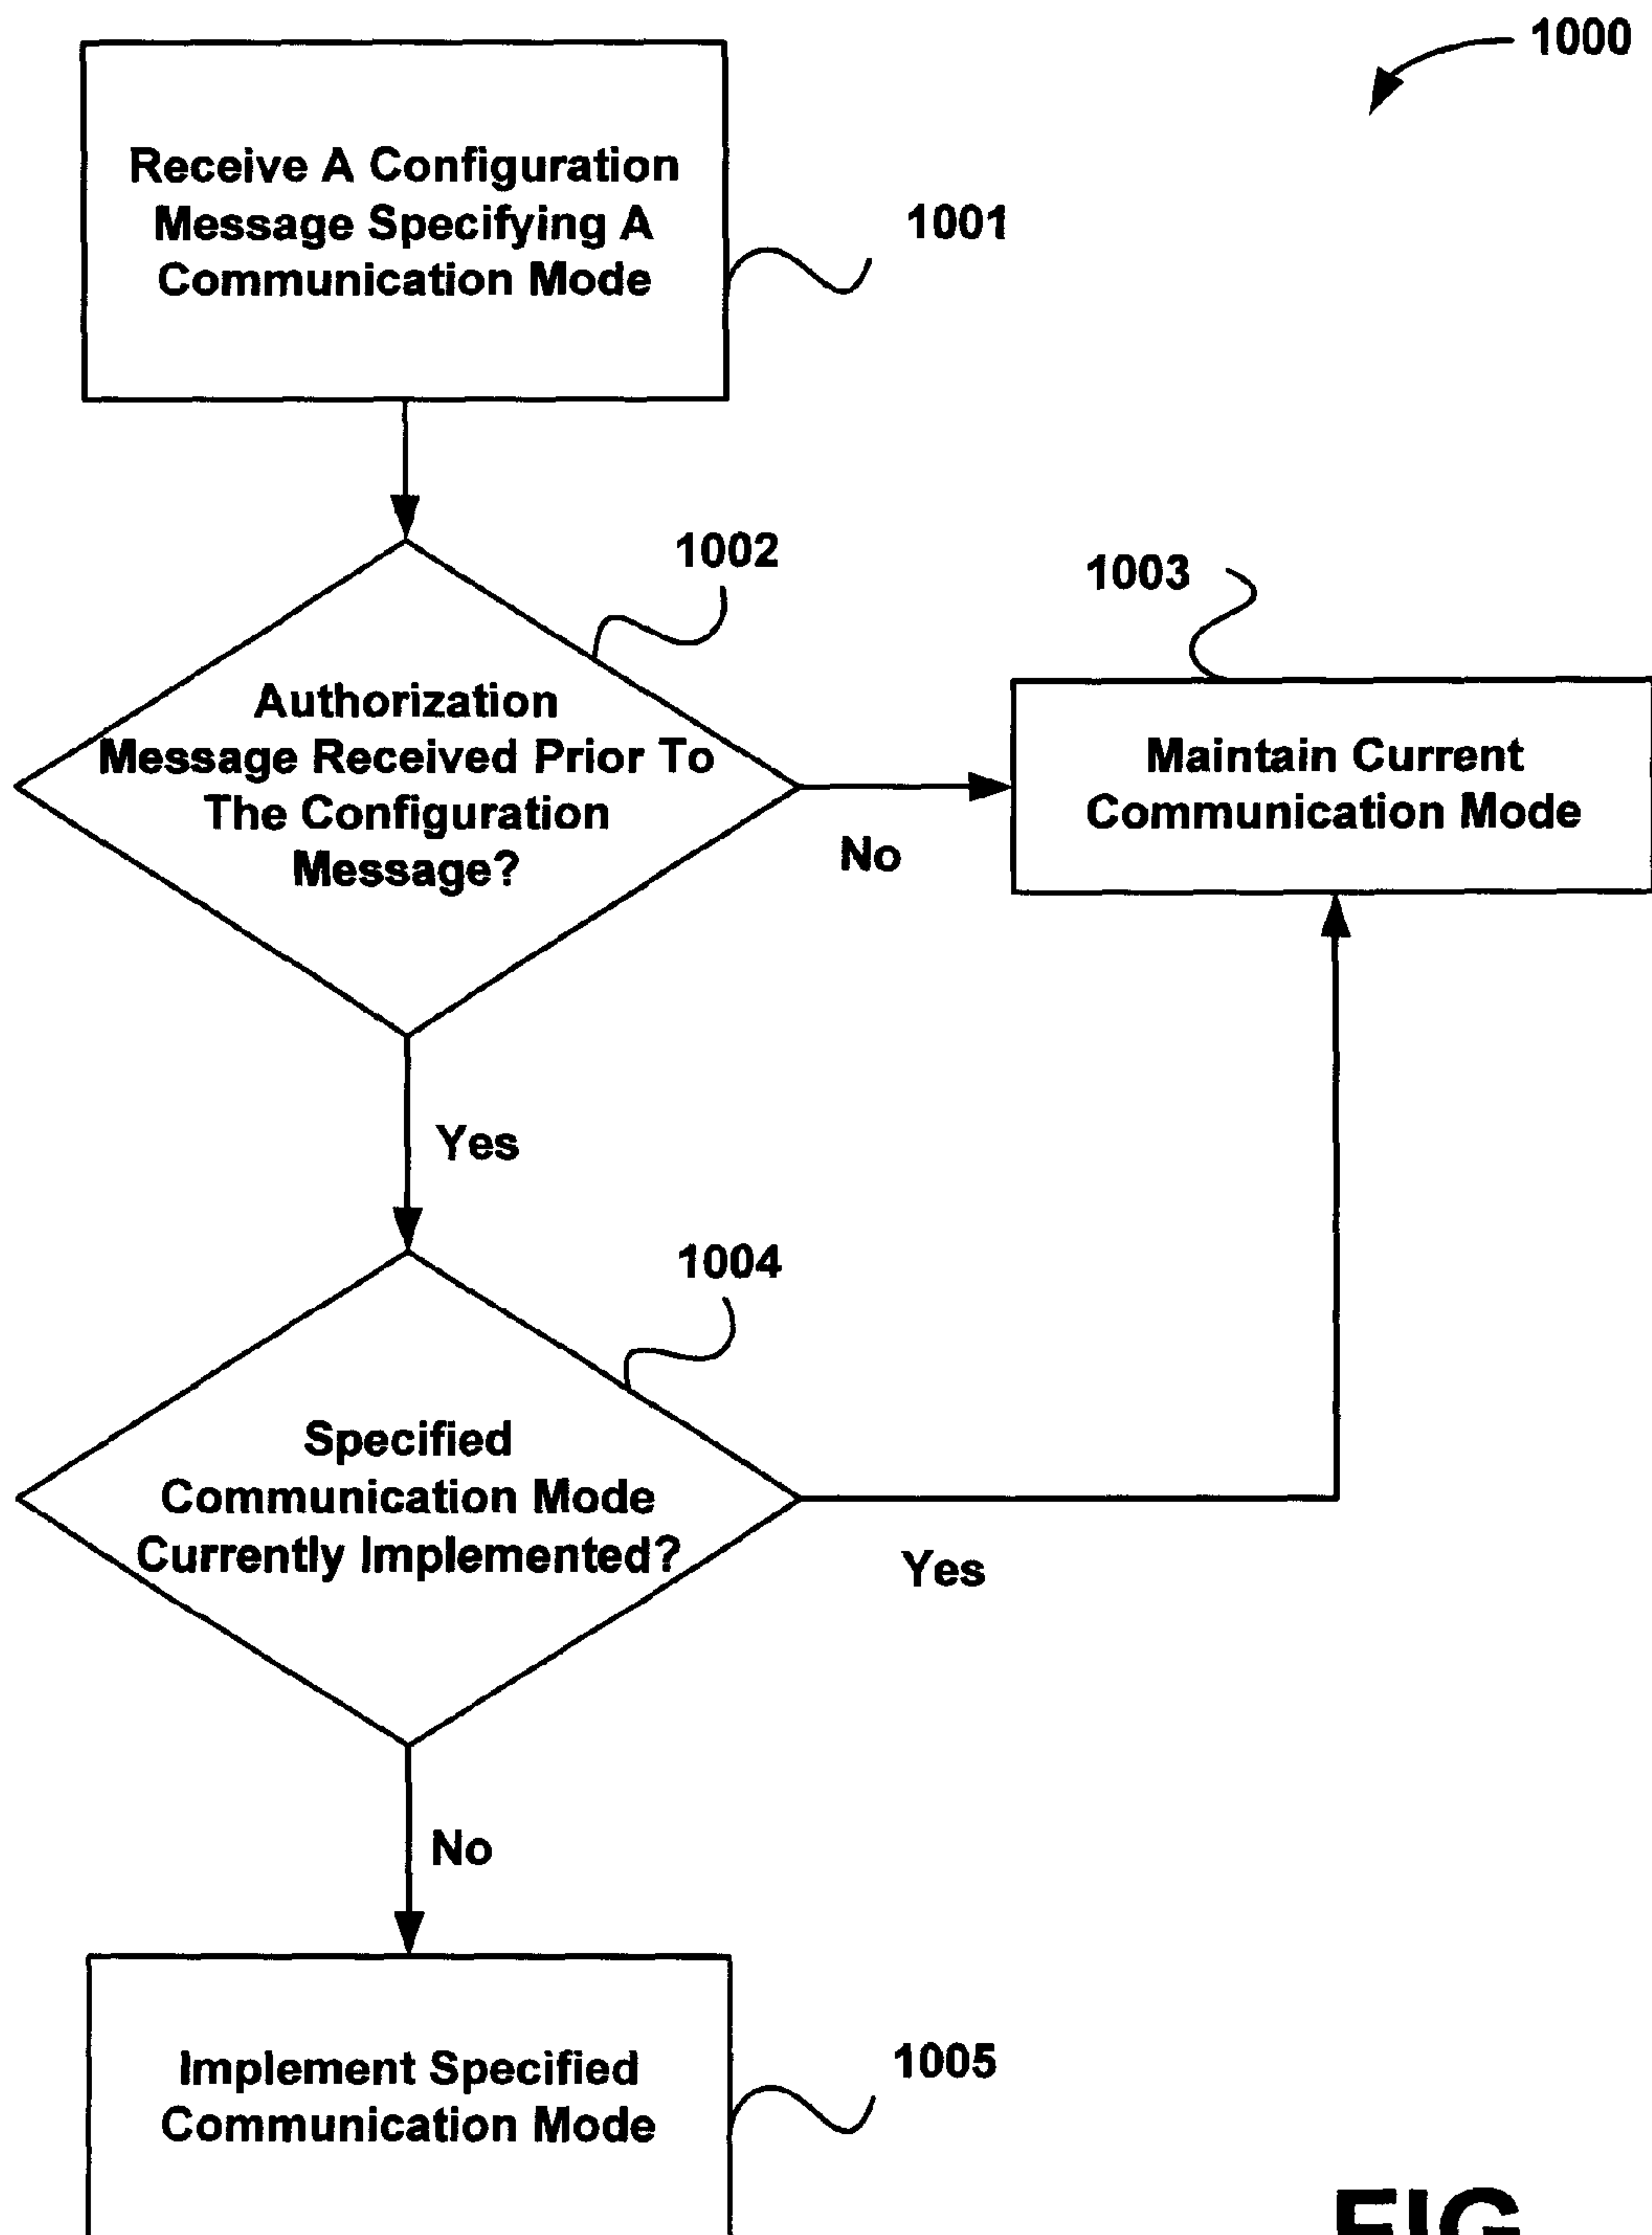 1000
Receive A Configuration
Message Specifying A
Communication Mode
1001
1002
Authorization
Message Received Prior To
The Configuration
Message?
No
1003
Maintain Current
Communication Mode
Yes
1004
Specified
Communication Mode
Currently Implemented?
Yes
No
Implement Specified
Communication Mode
1005
FIG